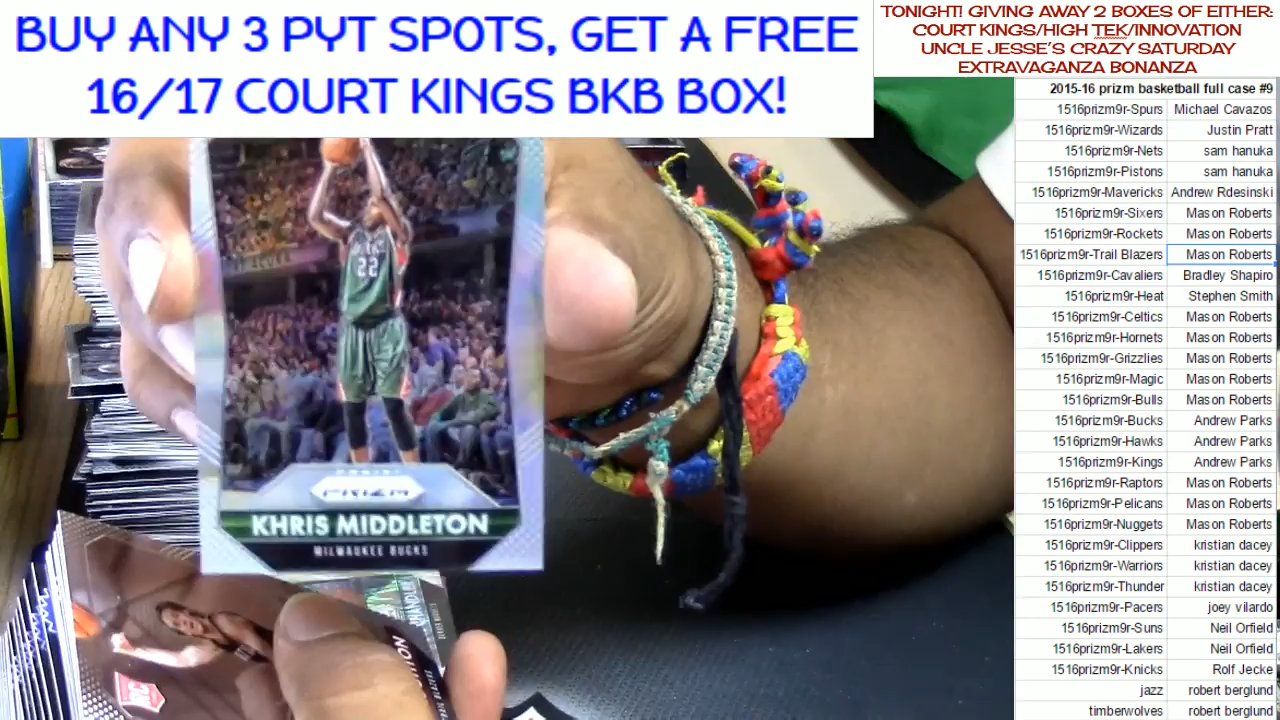 BUY ANY 3 PYT SPOTS, GET A FREE
16/17 COURT KINGS BKB BOX!
TONIGHT! GIVING AWAY 2 BOXES OF EITHER:
COURT KINGS/HIGH TEK/INNOVATION
UNCLE JESSE'S CRAZY SATURDAY
EXTRAVAGANZA BONANZA
2015-16 prizm basketball full case #9
1516prizm9r-Spurs Michael Cavazos
1516prizm9r-Wizards Justin Pratt
1516prizm9r-Nets sam hanuka
1516prizm9r-Pistons sam hanuka
1516prizm9r-Mavericks Andrew Rdesinski
1516prizm9r-Sixers Mason Roberts
1516prizm9r-Rockets Mason Roberts
1516prizm9r-Trail Blazers Mason Roberts
1516prizm9r-Cavaliers Bradley Shapiro
1516prizm9r-Heat Stephen Smith
1516prizm9r-Celtics Mason Roberts
1516prizm9r-Hornets Mason Roberts
1516prizm9r-Grizzlies Mason Roberts
1516prizm9r-Magic Mason Roberts
1516prizm9r-Bulls Mason Roberts
1516prizm9r-Bucks Andrew Parks
1516prizm9r-Hawks Andrew Parks
1516prizm9r-Kings Andrew Parks
1516prizm9r-Raptors Mason Roberts
1516prizm9r-Pelicans Mason Roberts
1516prizm9r-Nuggets Mason Roberts
1516prizm9r-Clippers kristian dacey
1516prizm9r-Warriors kristian dacey
1516prizm9r-Thunder kristian dacey
1516prizm9r-Pacers joey vilardo
1516prizm9r-Suns Neil Orfield
1516prizm9r-Lakers Neil Orfield
1516prizm9r-Knicks Rolf Jecke
jazz robert berglund
timberwolves robert berglund
22
PRIZM
KHRIS MIDDLETON
MILWAUKEE BUCKS
CHANDLER